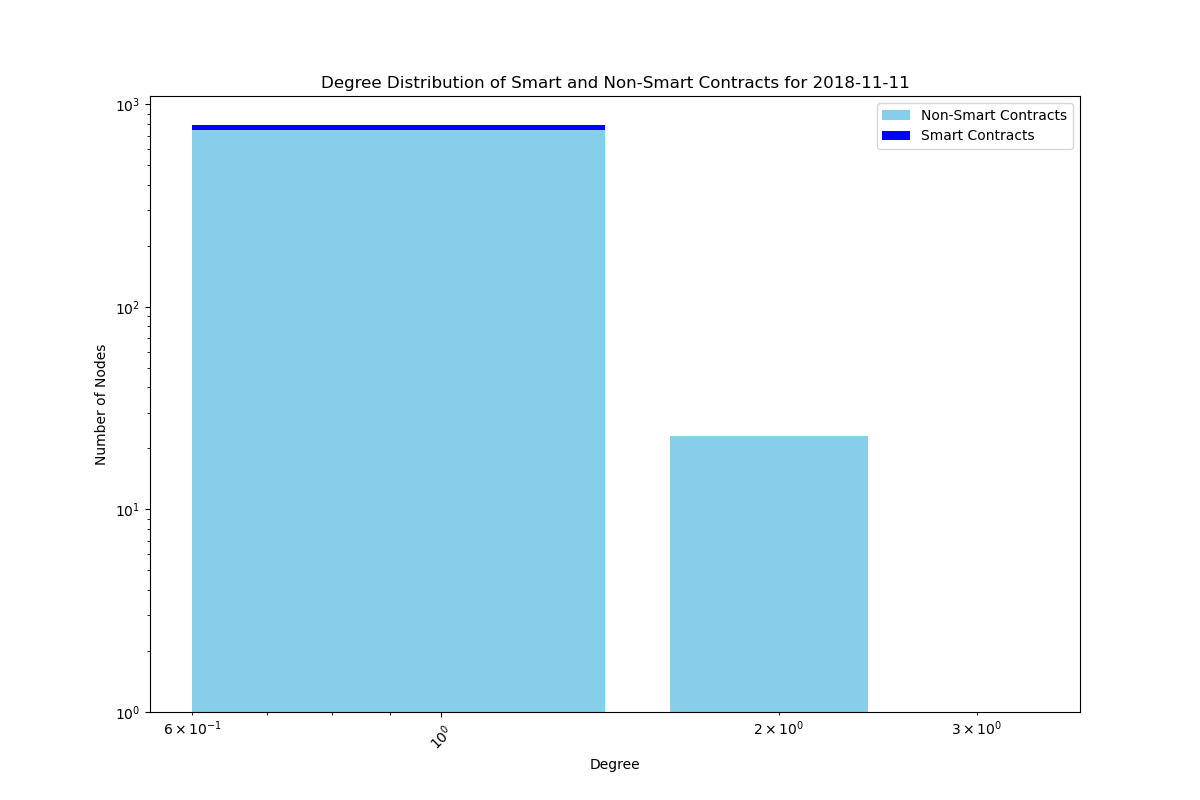 Degree Distribution of Smart and Non-Smart Contracts for 2018-11-11
Non-Smart Contracts
Smart Contracts
Number of Nodes
10³
10²
10¹
10⁰
6 × 10⁻¹
10⁰
2 × 10⁰
3 × 10⁰
Degree